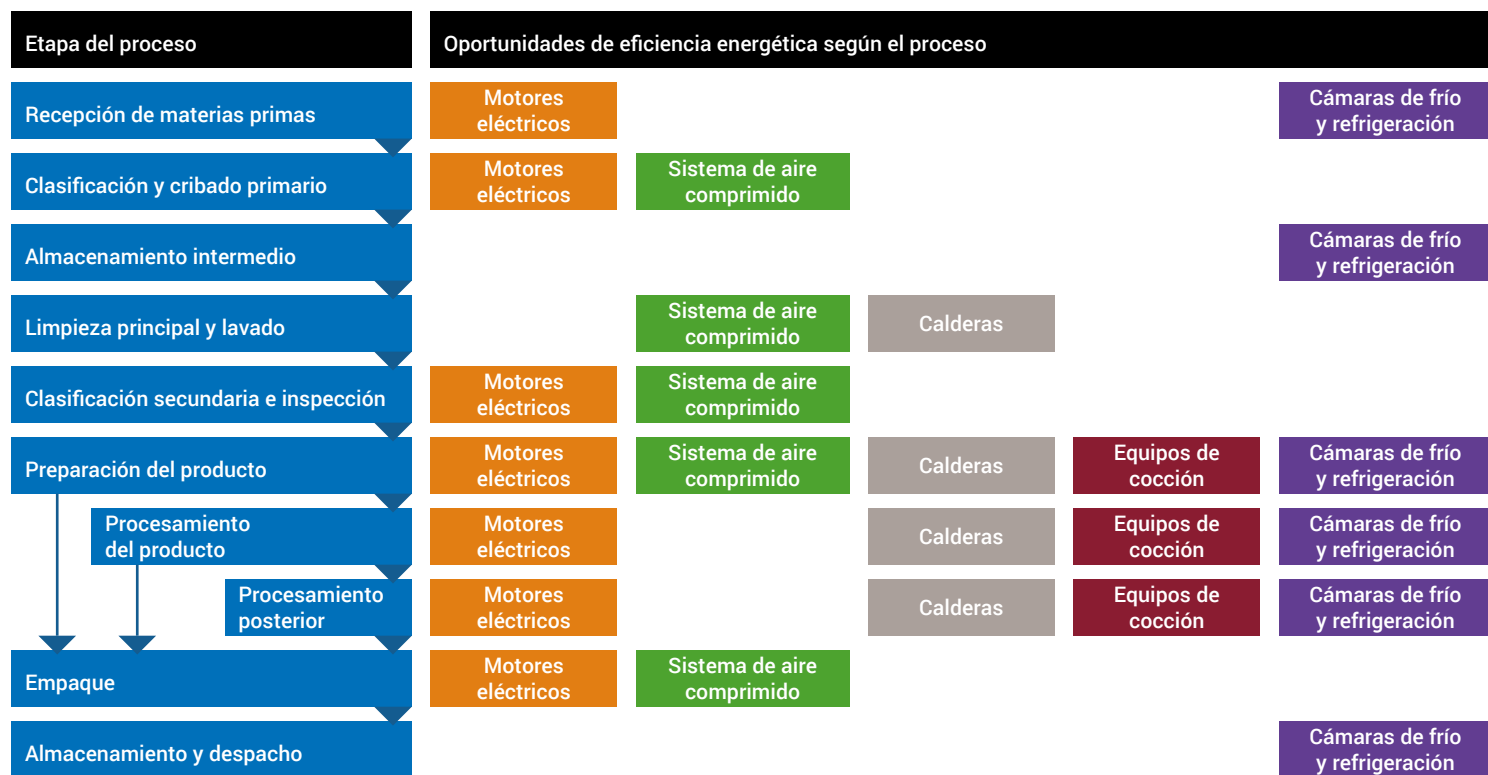 Etapa del proceso
Oportunidades de eficiencia energética según el proceso
Recepción de materias primas
Motores
eléctricos
Cámaras de frío
y refrigeración
Clasificación y cribado primario
Motores
eléctricos
Sistema de aire
comprimido
Almacenamiento intermedio
Cámaras de frío
y refrigeración
Limpieza principal y lavado
Sistema de aire
comprimido
Calderas
Clasificación secundaria e inspección
Motores
eléctricos
Sistema de aire
comprimido
Preparación del producto
Motores
eléctricos
Sistema de aire
comprimido
Calderas
Equipos de
cocción
Cámaras de frío
y refrigeración
Procesamiento
del producto
Motores
eléctricos
Calderas
Equipos de
cocción
Cámaras de frío
y refrigeración
Procesamiento
posterior
Motores
eléctricos
Calderas
Equipos de
cocción
Cámaras de frío
y refrigeración
Empaque
Motores
eléctricos
Sistema de aire
comprimido
Almacenamiento y despacho
Cámaras de frío
y refrigeración